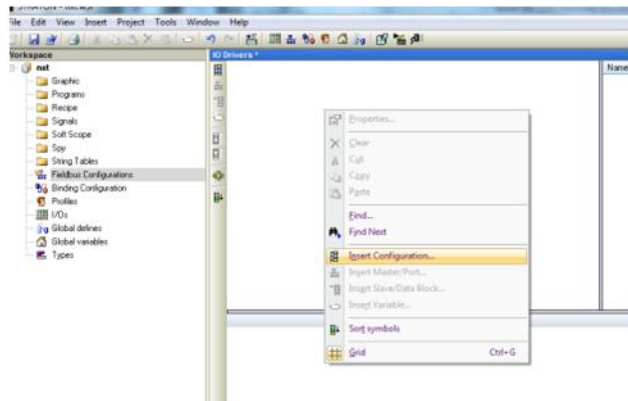 File Edit View Insert Project Tools Window Help
Workspace
IO Drivers *
Name
Graphic
Programs
Recipe
Signals
Soft Scope
Spy
String Tables
Fieldbus Configurations
Binding Configuration
Profiles
I/Os
Global defines
Global variables
Types
Properties...
Clear
Cut
Copy
Paste
Find...
Find Next
Insert Configuration...
Insert Master/Port...
Insert Slave/Data Block...
Insert Variable...
Sort symbols
Grid Ctrl+G